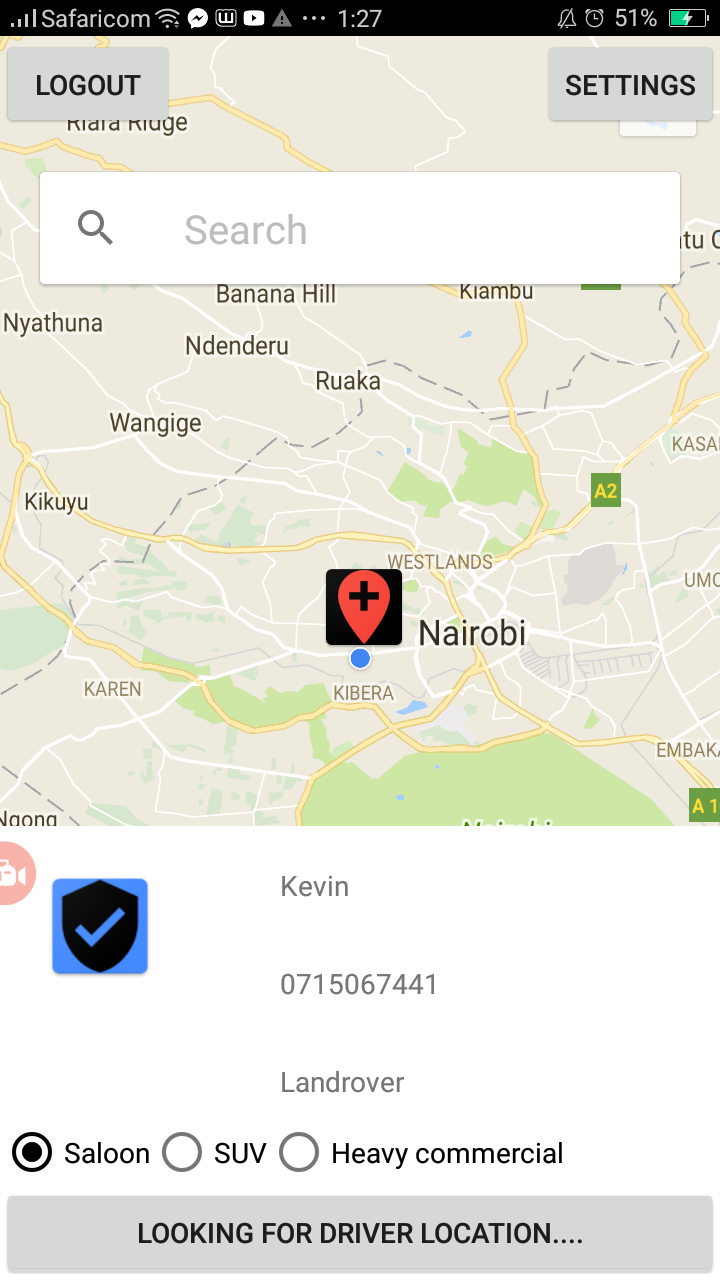 Safaricom 1:27 51%
LOGOUT SETTINGS
Riara Ridge
Search
Banana Hill Kiambu
Nyathuna
Ndenderu
Ruaka
Wangige
KASA
Kikuyu
A2
WESTLANDS
UMO
Nairobi
KAREN
KIBERA
EMBAKA
A 1
Ngong
Kevin
0715067441
Landrover
Saloon SUV Heavy commercial
LOOKING FOR DRIVER LOCATION....